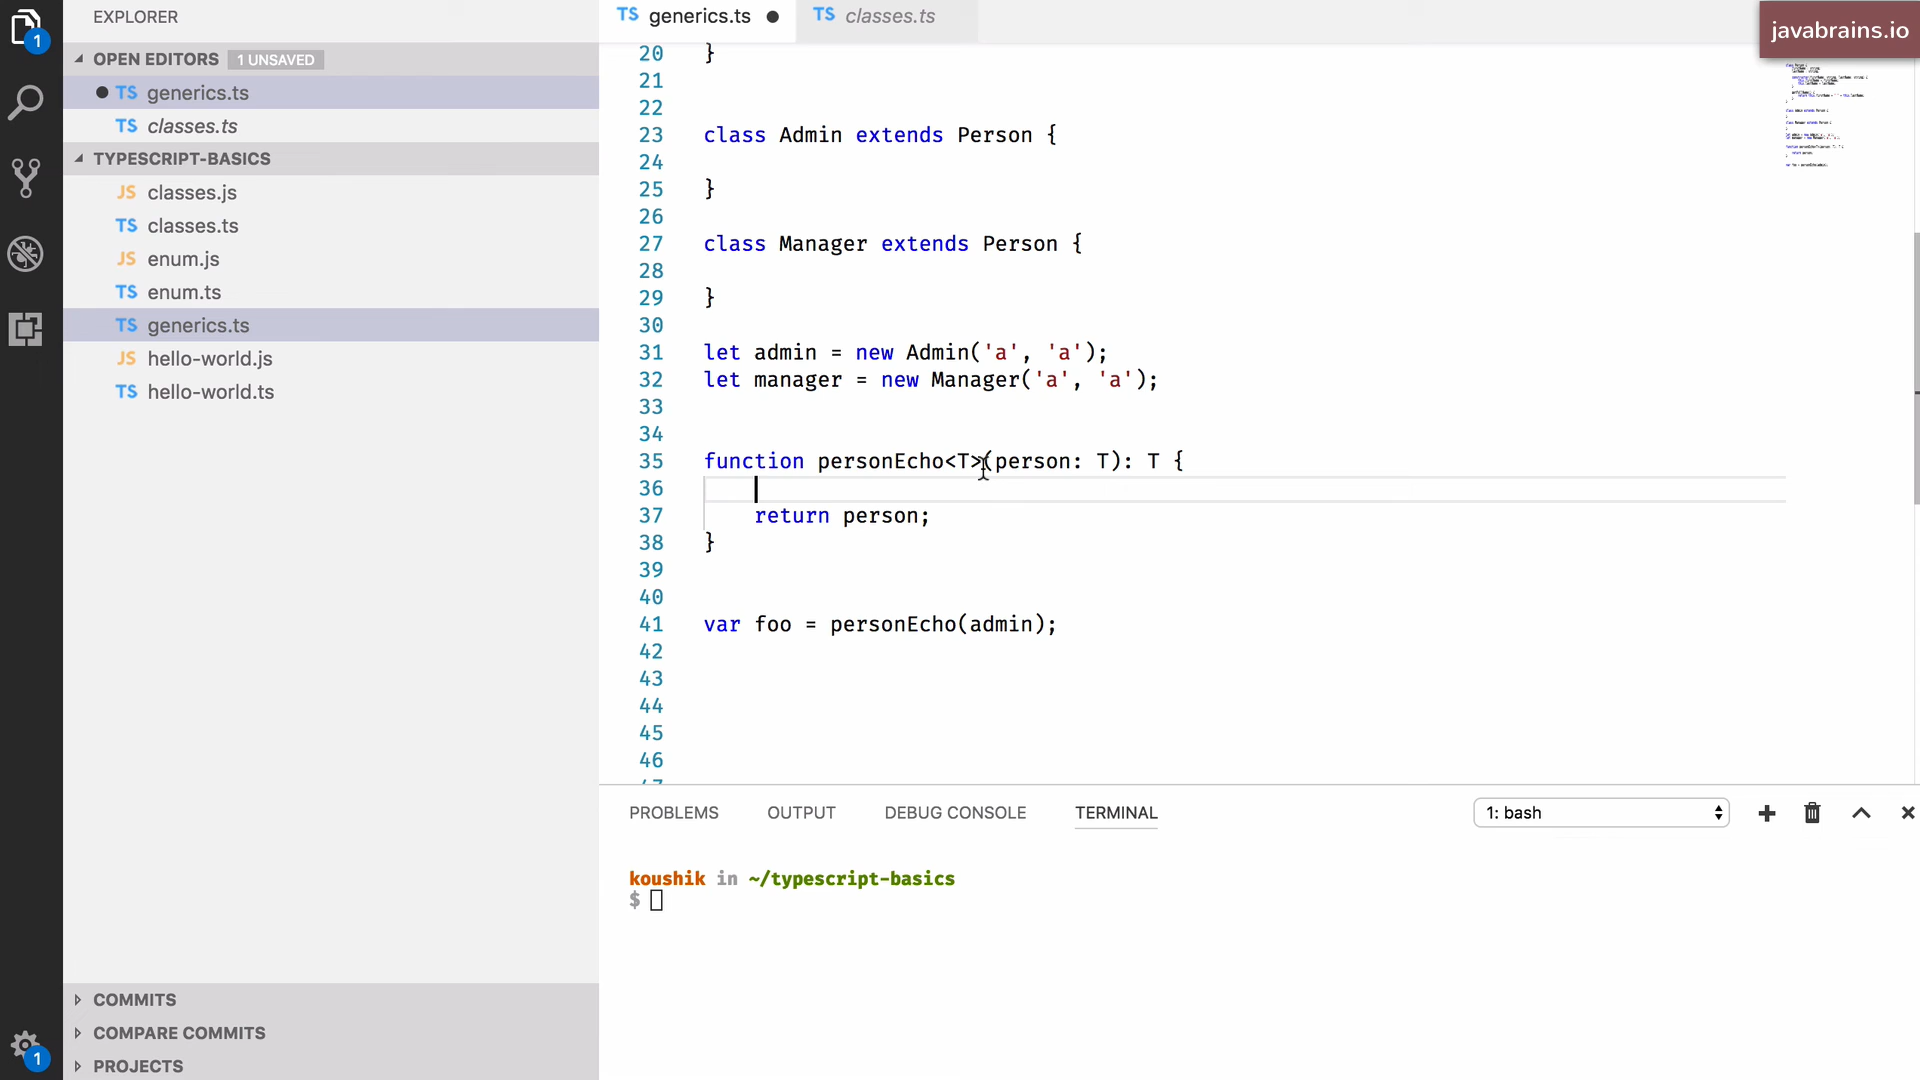 EXPLORER
OPEN EDITORS 1 UNSAVED
TS generics.ts
TS classes.ts
TYPESCRIPT-BASICS
JS classes.js
TS classes.ts
JS enum.js
TS enum.ts
TS generics.ts
JS hello-world.js
TS hello-world.ts
COMMITS
COMPARE COMMITS
PROJECTS
1
1
TS generics.ts TS classes.ts
javabrains.io
20 }
21
22
23 class Admin extends Person {
24
25 }
26
27 class Manager extends Person {
28
29 }
30
31 let admin = new Admin('a', 'a');
32 let manager = new Manager('a', 'a');
33
34
35 function personEcho<T>(person: T): T {
36
37 return person;
38 }
39
40
41 var foo = personEcho(admin);
42
43
44
45
46
PROBLEMS OUTPUT DEBUG CONSOLE TERMINAL 1: bash
koushik in ~/typescript-basics
$